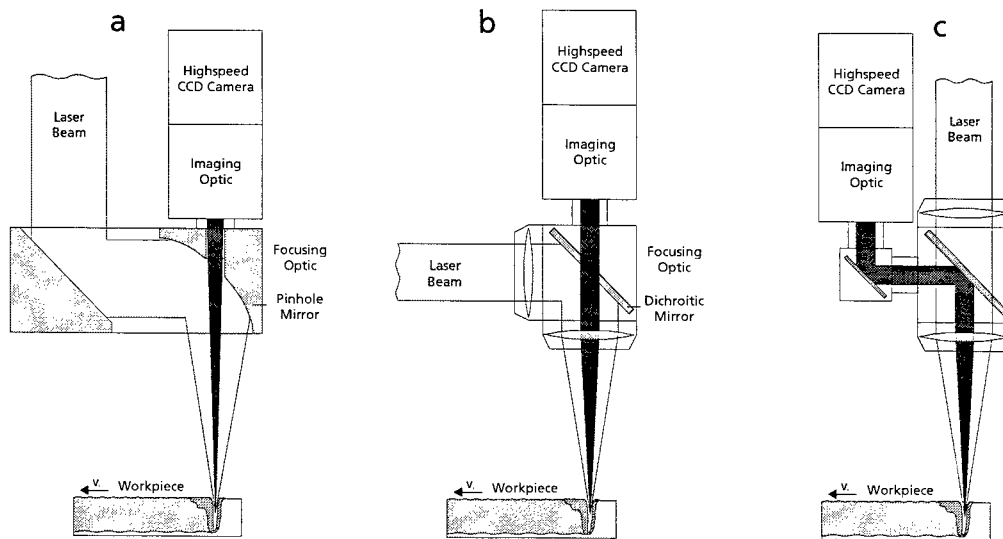 a
Highspeed
CCD Camera
Laser
Beam
Imaging
Optic
Focusing
Optic
Pinhole
Mirror
v.
Workpiece
b
Highspeed
CCD Camera
Imaging
Optic
Laser
Beam
Focusing
Optic
Dichroitic
Mirror
v.
Workpiece
c
Highspeed
CCD Camera
Laser
Beam
Imaging
Optic
v.
Workpiece